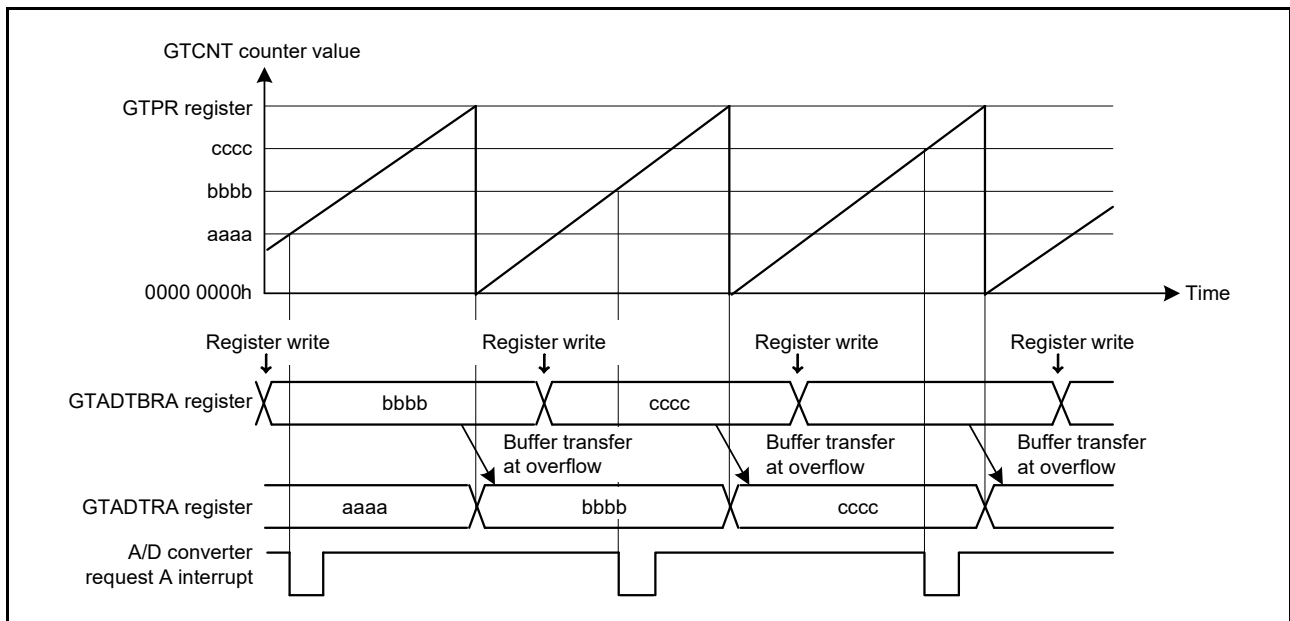 GTCNT counter value
GTPR register
cccc
bbbb
aaaa
0000 0000h
Time
Register write Register write Register write Register write
GTADTBRA register bbbb cccc
Buffer transfer Buffer transfer Buffer transfer
at overflow at overflow at overflow
GTADTRA register aaaa bbbb cccc
A/D converter
request A interrupt